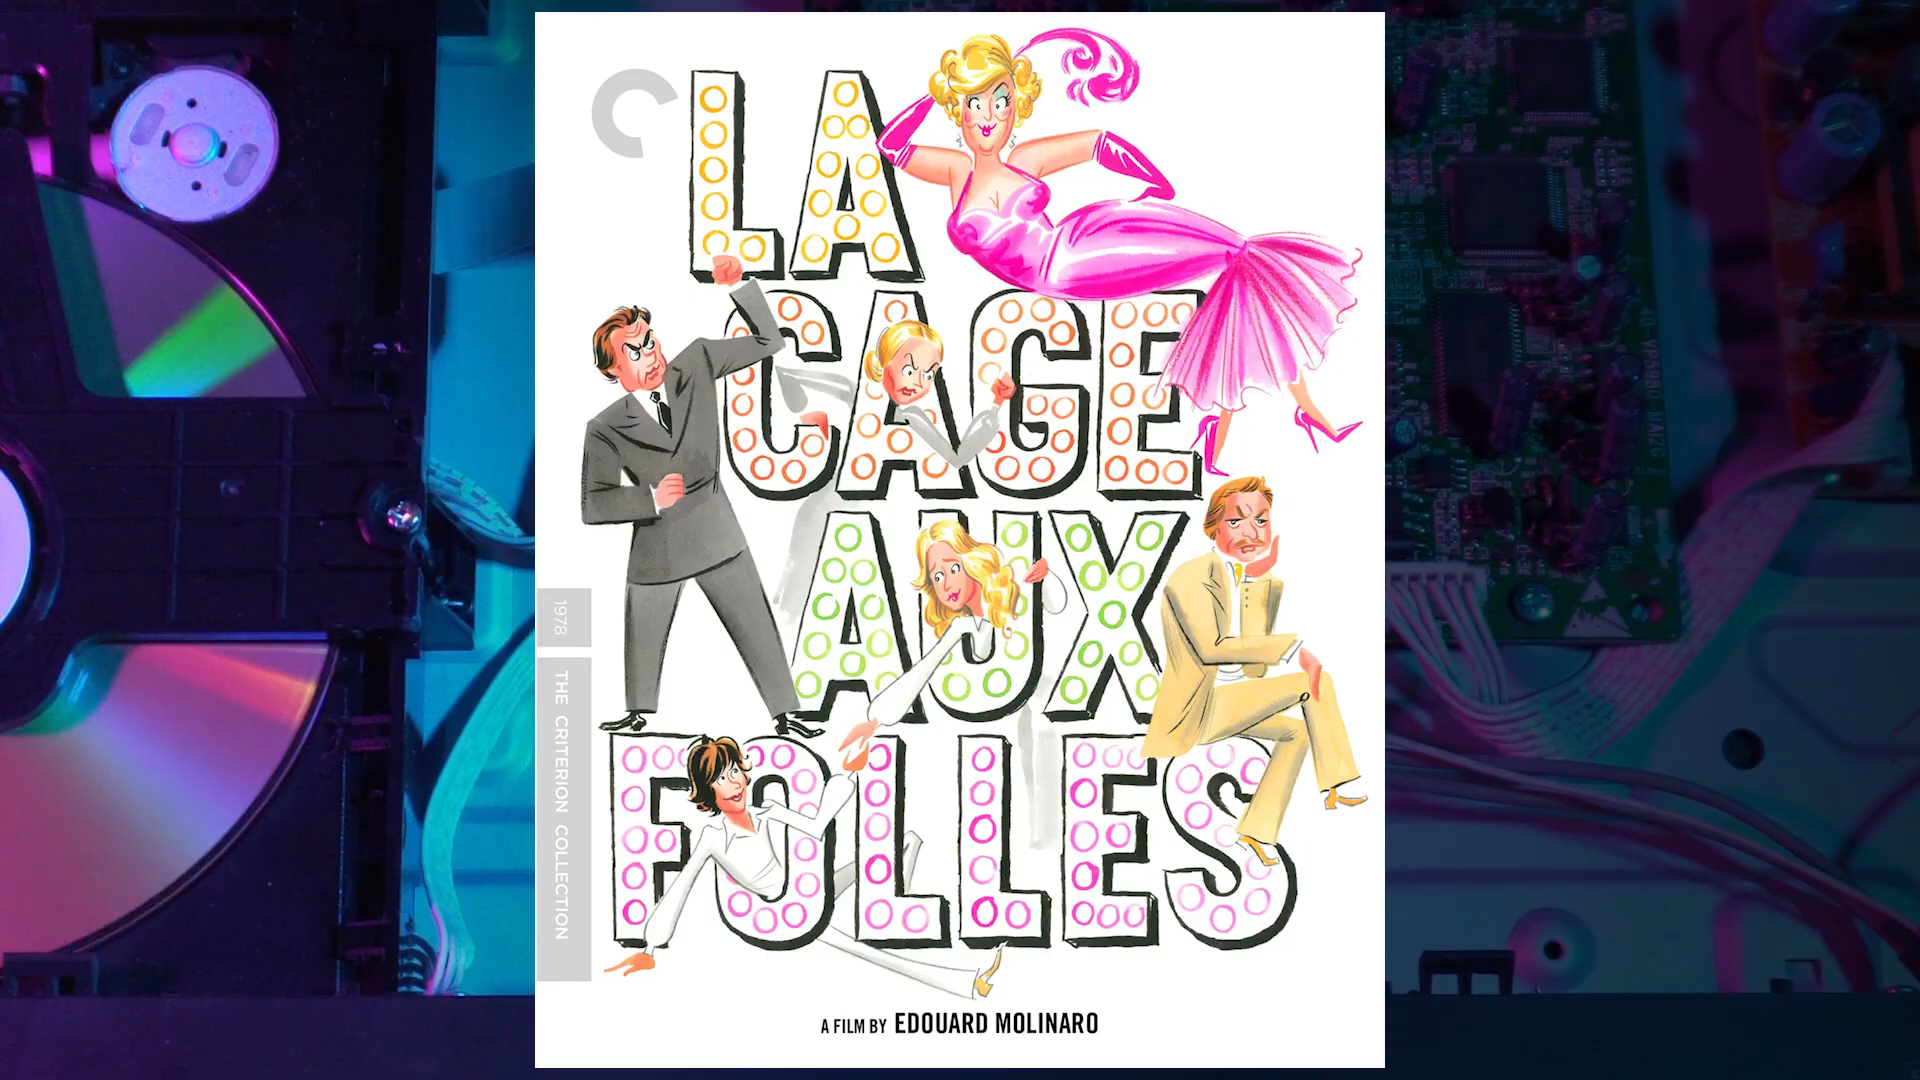 LA
CAGE
AUX
FOLLES
1978
THE CRITERION COLLECTION
A FILM BY EDOUARD MOLINARO